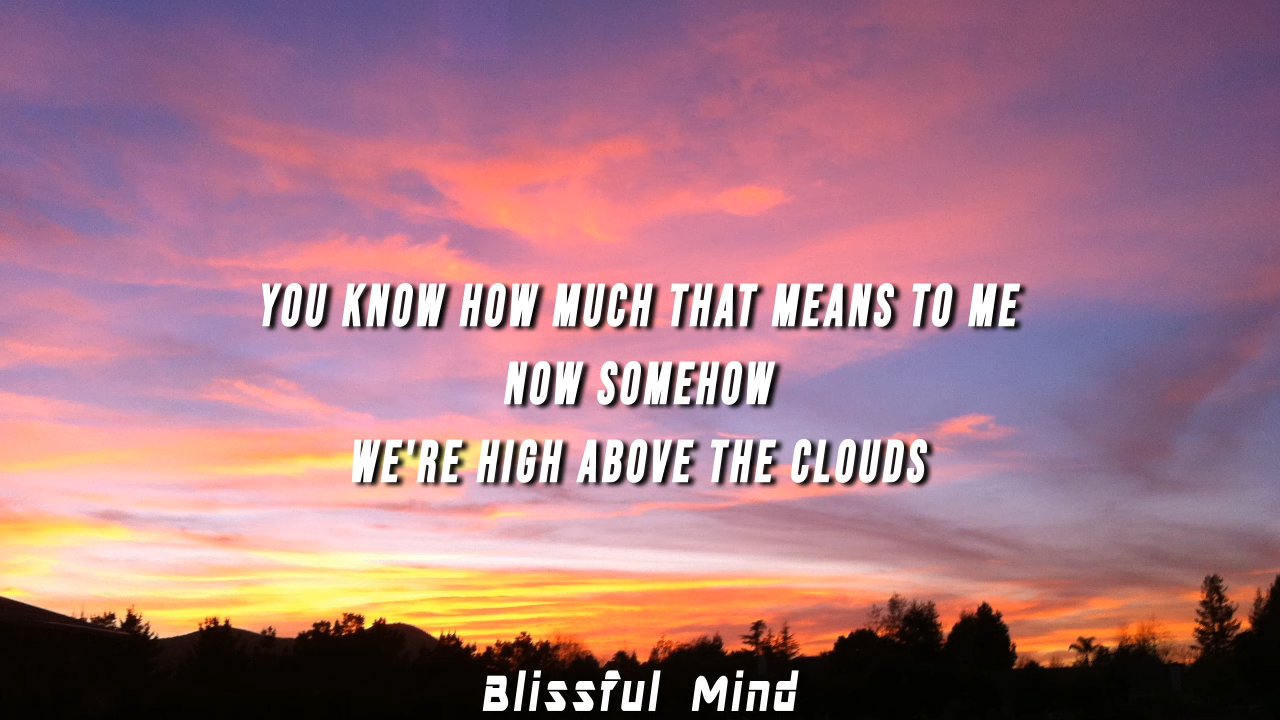 YOU KNOW HOW MUCH THAT MEANS TO ME
NOW SOMEHOW
WE'RE HIGH ABOVE THE CLOUDS
Blissful Mind